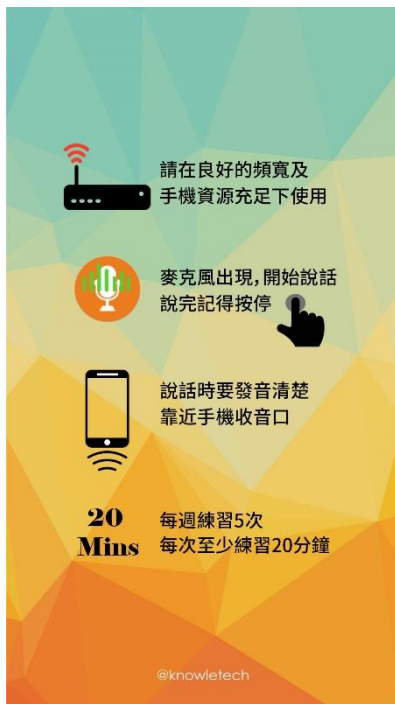 請在良好的頻寬及
手機資源充足下使用
麥克風出現,開始說話
說完記得按停
說話時要發音清楚
靠近手機收音口
20
Mins
每週練習5次
每次至少練習20分鐘
@knowletech